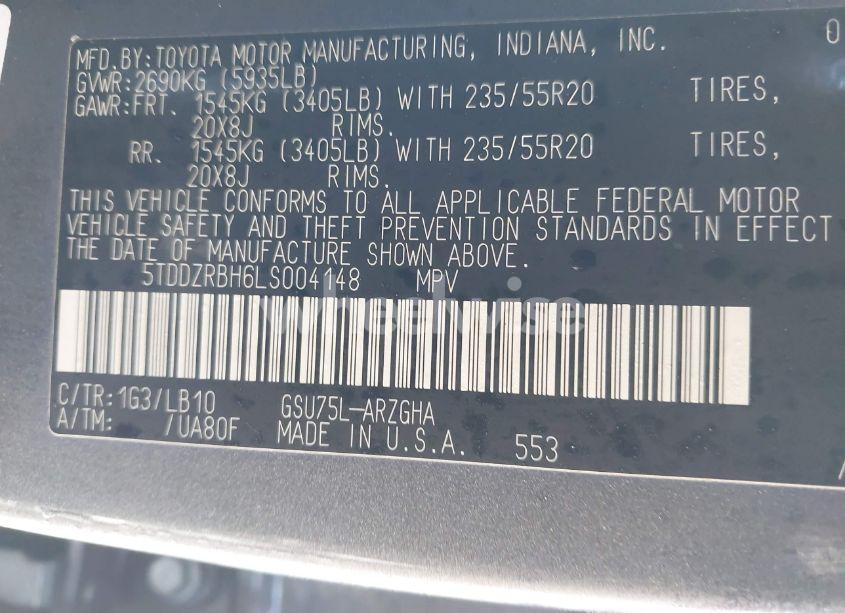 MFD.BY:TOYOTA MOTOR MANUFACTURING, INDIANA, INC. 0
GVWR:2690KG (5935LB)
GAWR:FRT. 1545KG (3405LB) WITH 235/55R20 TIRES,
20X8J RIMS.
RR. 1545KG (3405LB) WITH 235/55R20 TIRES,
20X8J RIMS.
THIS VEHICLE CONFORMS TO ALL APPLICABLE FEDERAL MOTOR
VEHICLE SAFETY AND THEFT PREVENTION STANDARDS IN EFFECT
THE DATE OF MANUFACTURE SHOWN ABOVE.
5TDDZRBH6LS004148 MPV
wheelwise
C/TR:1G3/LB10 GSU75L-ARZGHA
A/TM: /UA80F MADE IN U.S.A. 553